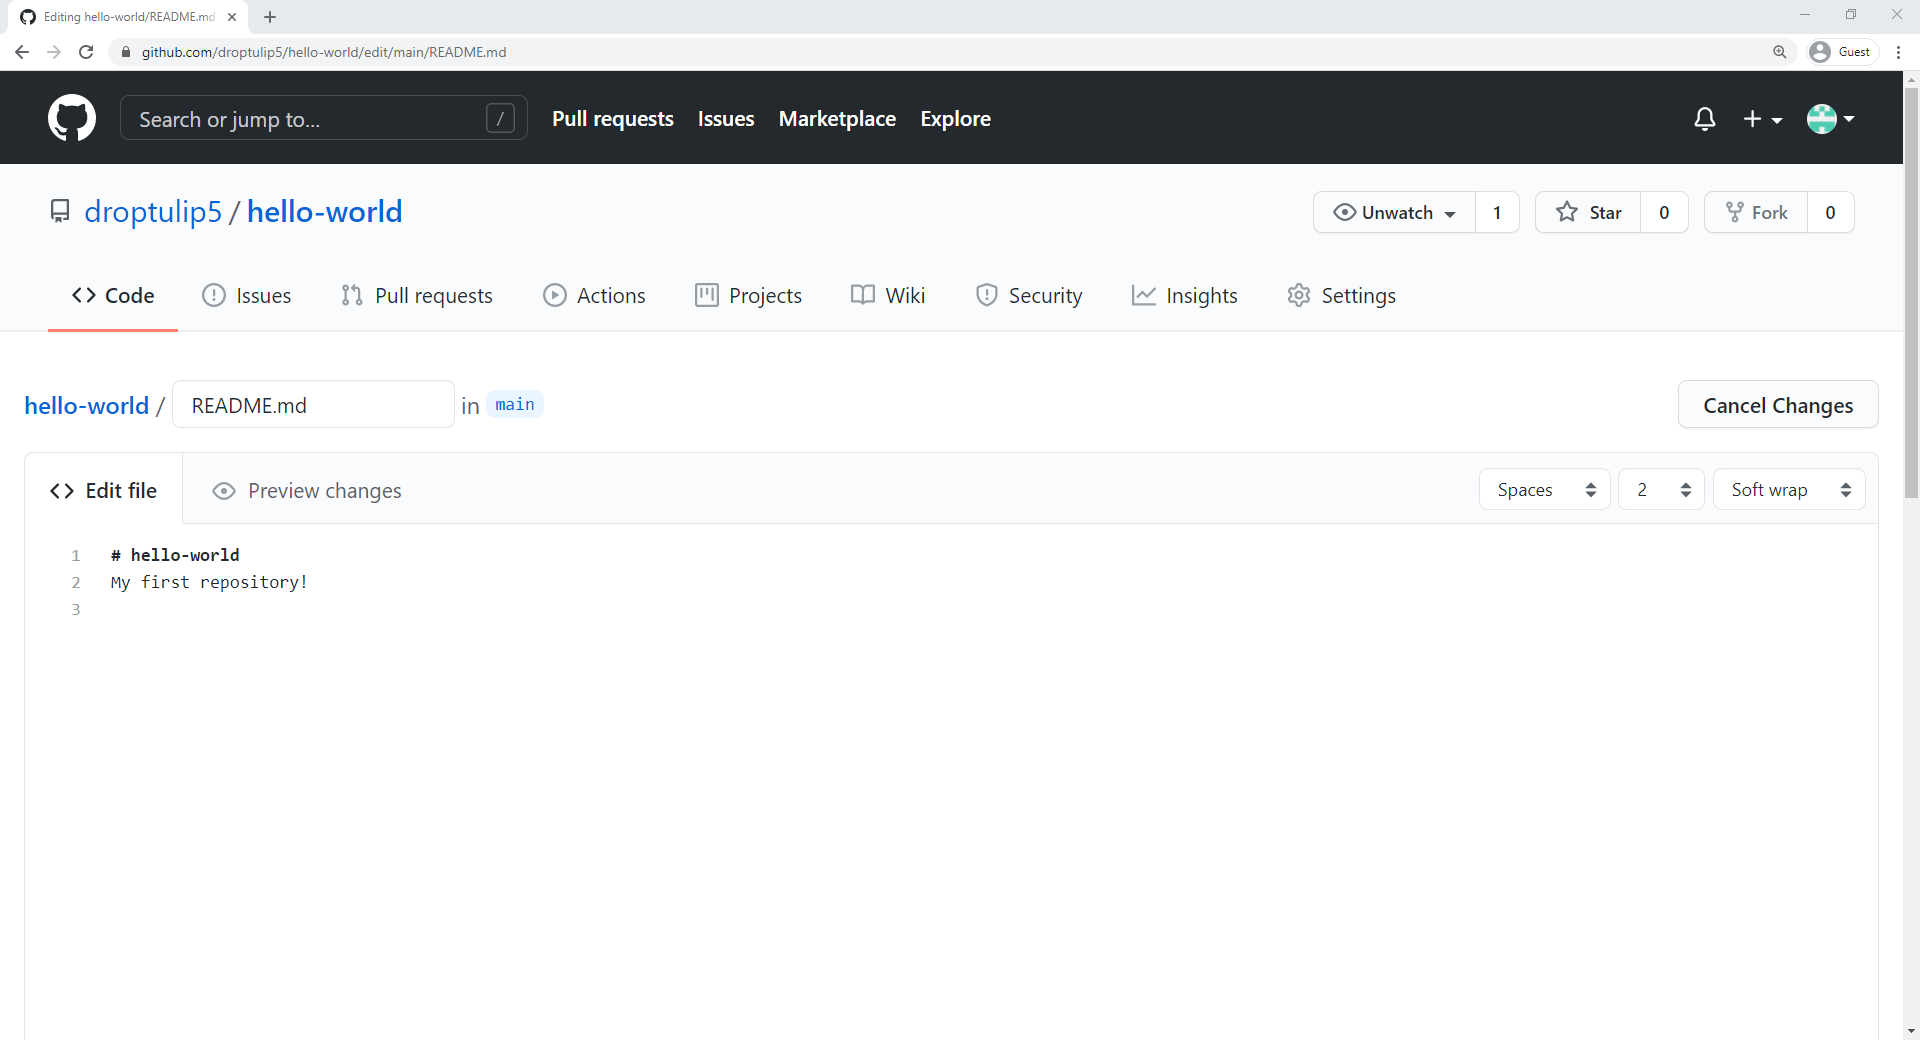 Editing hello-world/README.md
github.com/droptulip5/hello-world/edit/main/README.md
Guest
Search or jump to... /
Pull requests Issues Marketplace Explore
droptulip5 / hello-world
Unwatch 1 Star 0 Fork 0
Code Issues Pull requests Actions Projects Wiki Security Insights Settings
hello-world / README.md in main
Cancel Changes
Edit file Preview changes
Spaces 2 Soft wrap
1 # hello-world
2 My first repository!
3